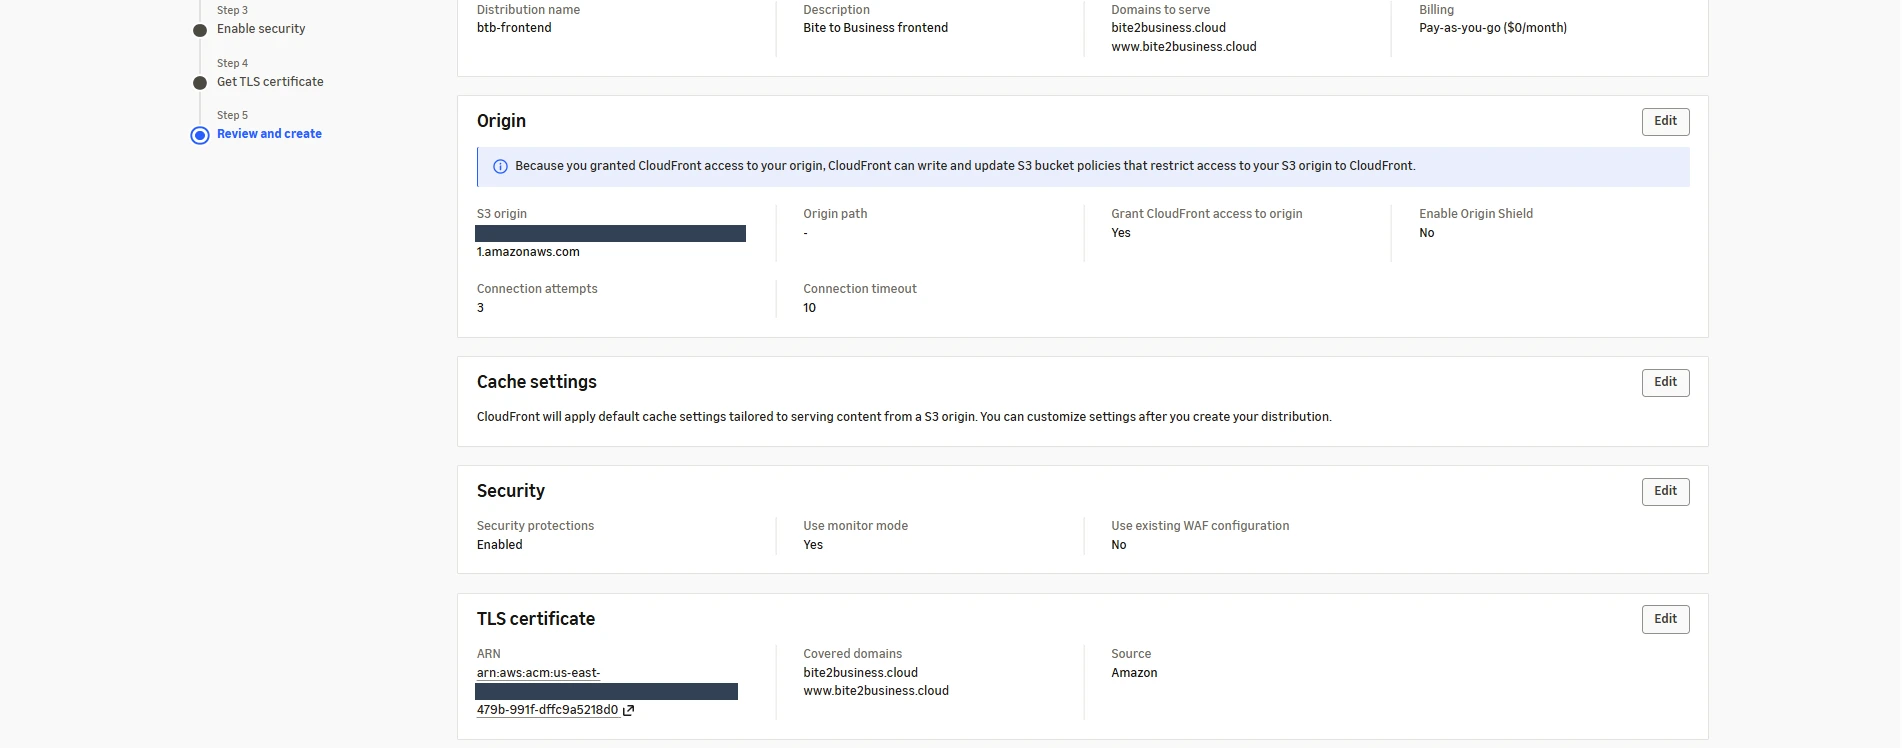 Step 3
Enable security
Step 4
Get TLS certificate
Step 5
Review and create
Distribution name
btb-frontend
Description
Bite to Business frontend
Domains to serve
bite2business.cloud
www.bite2business.cloud
Billing
Pay-as-you-go ($0/month)
Origin
Edit
Because you granted CloudFront access to your origin, CloudFront can write and update S3 bucket policies that restrict access to your S3 origin to CloudFront.
S3 origin
1.amazonaws.com
Origin path
-
Grant CloudFront access to origin
Yes
Enable Origin Shield
No
Connection attempts
3
Connection timeout
10
Cache settings
Edit
CloudFront will apply default cache settings tailored to serving content from a S3 origin. You can customize settings after you create your distribution.
Security
Edit
Security protections
Enabled
Use monitor mode
Yes
Use existing WAF configuration
No
TLS certificate
Edit
ARN
arn:aws:acm:us-east-
479b-991f-dffc9a5218d0
Covered domains
bite2business.cloud
www.bite2business.cloud
Source
Amazon